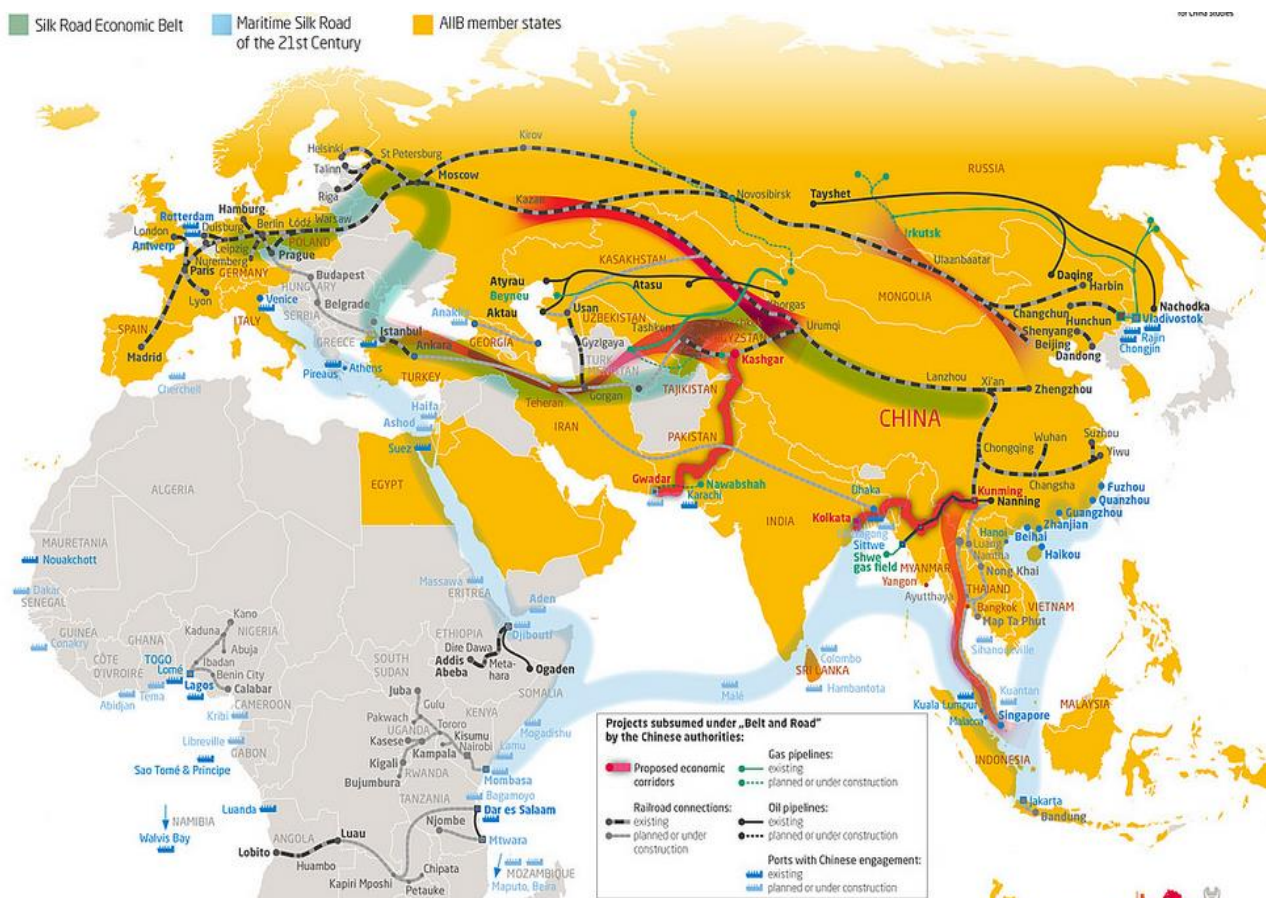 for China Studies
Silk Road Economic Belt
Maritime Silk Road
of the 21st Century
AIIB member states
Kirov
Helsinki
St Petersburg
Talinn
Moscow
RUSSIA
Riga
Kazan
Novosibirsk
Tayshet
Hamburg
Rotterdam
London
Duisburg
Berlin
Łódź
Warsaw
Antwerp
Leipzig
POLAND
Irkutsk
Prague
Nuremberg
Paris
GERMANY
Budapest
HUNGARY
KASAKHSTAN
Ulaanbaatar
Lyon
Atyrau
Atasu
Daqing
Harbin
Venice
Belgrade
Beyneu
MONGOLIA
ITALY
SERBIA
Aktau
Usan
Changchun
Nachodka
SPAIN
Anaklia
UZBEKISTAN
Hunchun
Vladivostok
Istanbul
GEORGIA
Tashkent
Urumqi
Shenyang
Rajin
Madrid
GREECE
Ankara
Gyzlgaya
Beijing
Chongjin
Dandong
Pireaus
Athens
TURKEY
Kashgar
Cherchell
TAJIKISTAN
Lanzhou
Xi'an
Zhengzhou
Teheran
Gorgan
Haifa
IRAN
CHINA
Ashod
PAKISTAN
Suez
Wuhan
Suzhou
Chongqing
Yiwu
ALGERIA
EGYPT
Gwadar
Nawabshah
Changsha
Karachi
Dhaka
Kunming
Nanning
Fuzhou
INDIA
Kolkata
Quanzhou
Guangzhou
Sittwe
Zhanjian
MAURETANIA
Hanoi
Beihai
Nouakchott
Shwe
gas field
Luang
Namtha
Haikou
MYANMAR
Nong Khai
Massawa
Yangon
THAILAND
Dakar
ERITREA
Aden
Ayutthaya
SENEGAL
Bangkok
VIETNAM
Kano
Djibouti
Map Ta Phut
GUINEA
Kaduna
NIGERIA
ETHIOPIA
Conakry
GHANA
Abuja
Dire Dawa
Sihanoukville
CÔTE
D'IVOIRE
TOGO
Ibadan
SOUTH
SUDAN
Addis
Abeba
Meta-
hara
Colombo
Lomé
Benin City
Ogaden
SRI LANKA
Lagos
Calabar
Hambantota
Kuantan
Tema
CAMEROON
Juba
SOMALIA
Malé
Kuala Lumpur
MALAYSIA
Abidjan
Gulu
Malacca
Singapore
Kribi
Pakwach
KENYA
Tororo
UGANDA
Kisumu
Mogadishu
Libreville
Kasese
Nairobi
Lamu
INDONESIA
GABON
Kampala
Kigali
Sao Tomé & Principe
RWANDA
Mombasa
Bujumbura
Bagamoyo
TANZANIA
Jakarta
Luanda
Dar es Salaam
Bandung
NAMIBIA
Njombe
Walvis Bay
ANGOLA
Luau
Mtwara
Lobito
Huambo
Chipata
Kapiri Mposhi
Petauke
MOZAMBIQUE
Maputo, Beira
Projects subsumed under „Belt and Road"
by the Chinese authorities:
Proposed economic
corridors
Railroad connections:
existing
planned or under
construction
Gas pipelines:
existing
planned or under construction
Oil pipelines:
existing
planned or under construction
Ports with Chinese engagement:
existing
planned or under construction